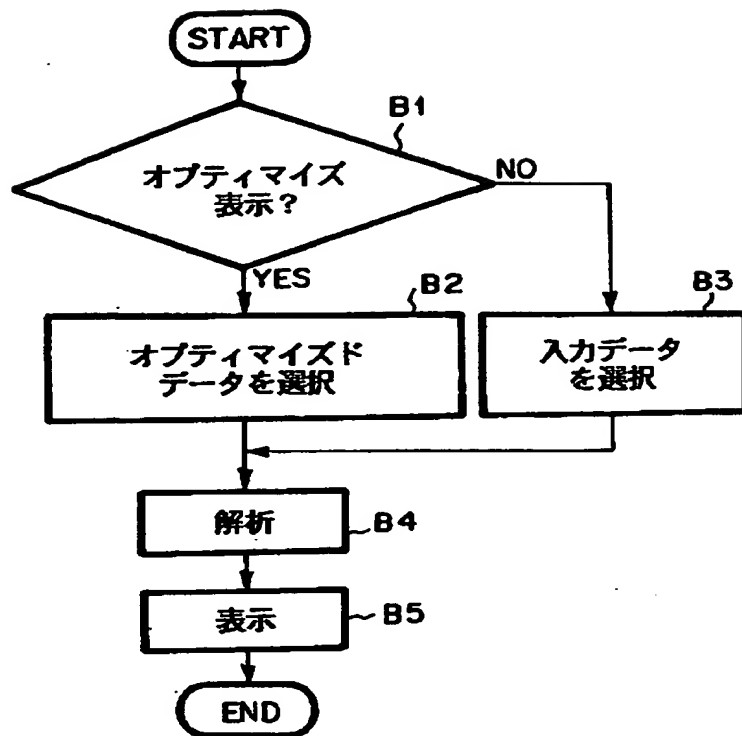 START
B1
オプティマイズ
表示?
NO
YES
B2
B3
オプティマイズド
データを選択
入力データ
を選択
解析
B4
表示
B5
END